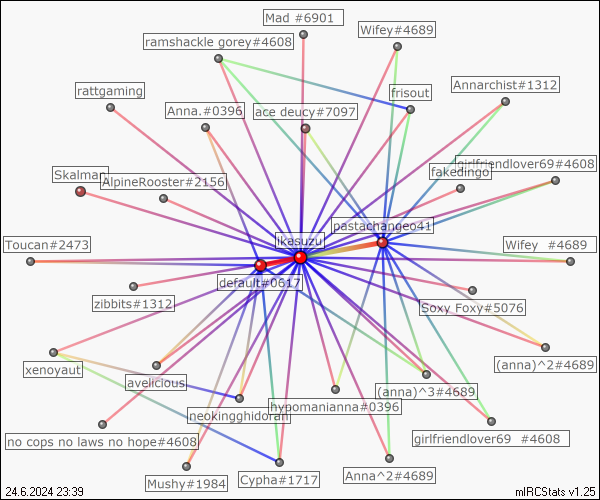 Mad #6901
Wifey#4689
ramshackle gorey#4608
Annarchist#1312
rattgaming
frisout
Anna.#0396
ace deucy#7097
girlfriendlover69#4608
fakedingo
Skalman
AlpineRooster#2156
pastachangeo41
ikasuzu
Toucan#2473
Wifey #4689
default#0617
zibbits#1312
Soxy Foxy#5076
(anna)^2#4689
xenoyaut
avelicious
(anna)^3#4689
hypomanianna#0396
neokingghidorah
no cops no laws no hope#4608
girlfriendlover69 #4608
Mushy#1984
Cypha#1717
Anna^2#4689
24.6.2024 23:39
mIRCStats v1.25